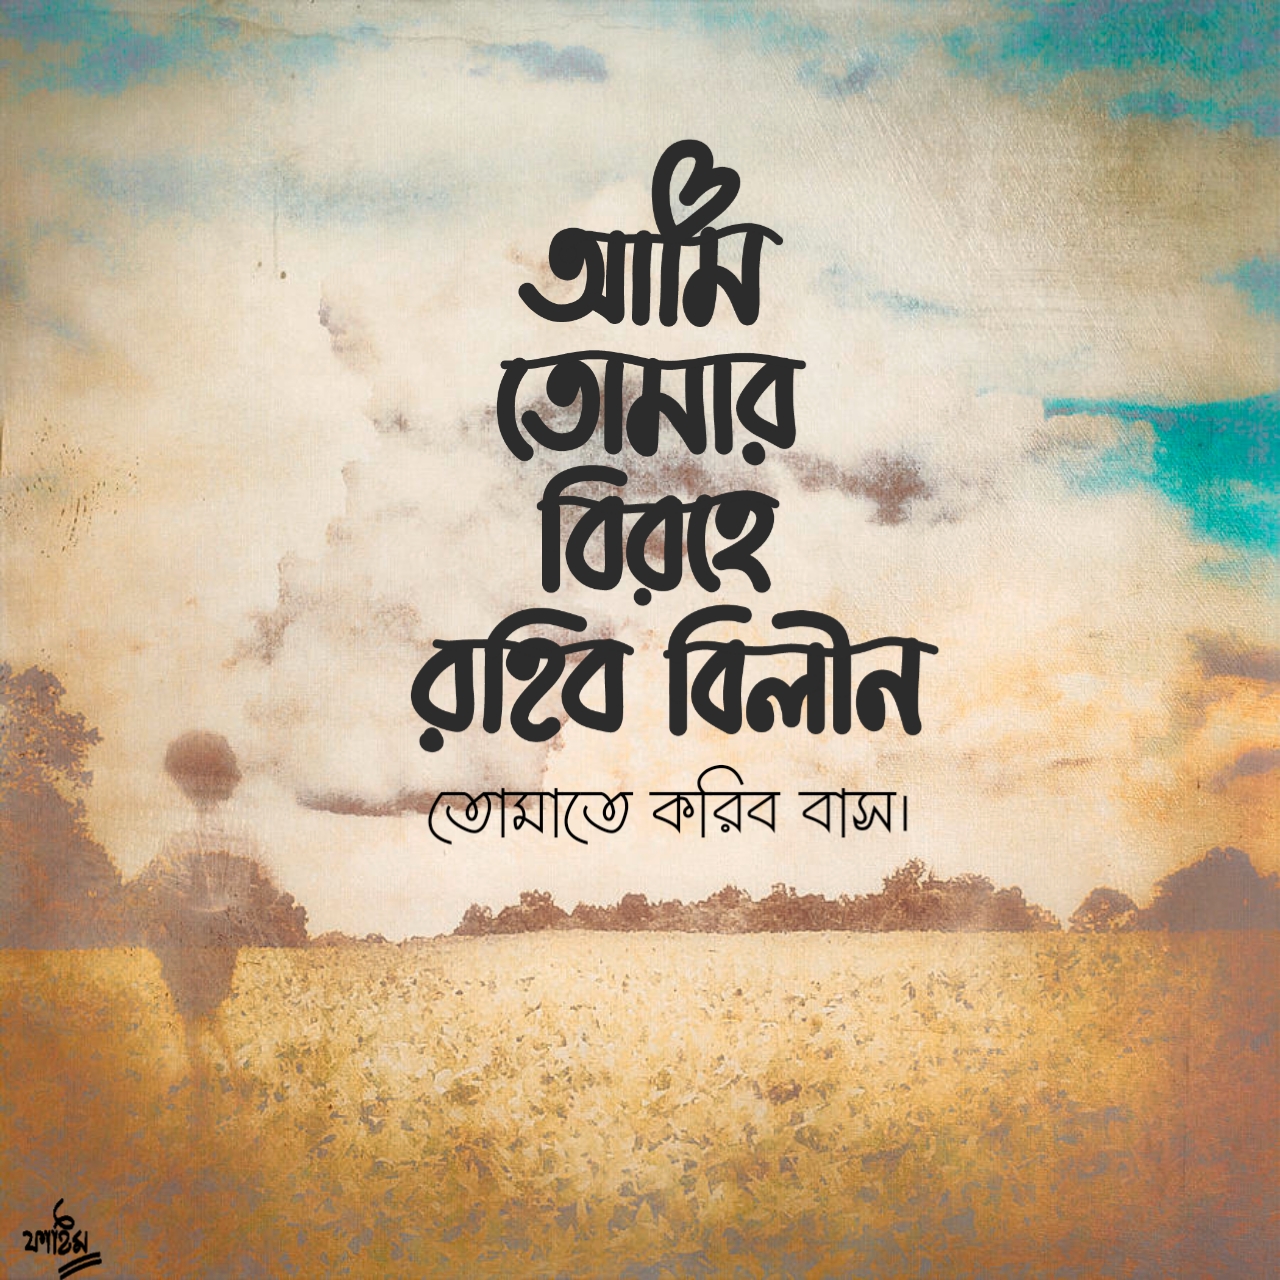 আমি
তোমার
বিরহে
রহিব বিলীন
তোমাতে করিব বাস।
ফাহিম